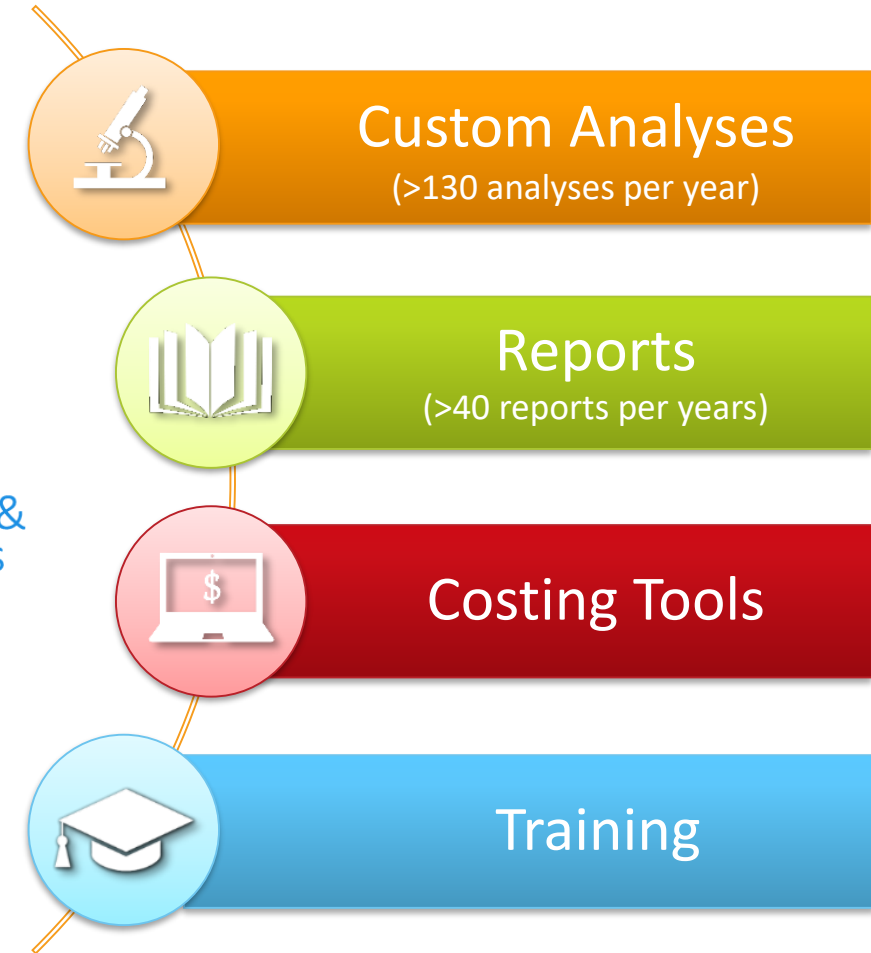 Custom Analyses
(>130 analyses per year)
Reports
(>40 reports per years)
&
s
Costing Tools
$
Training